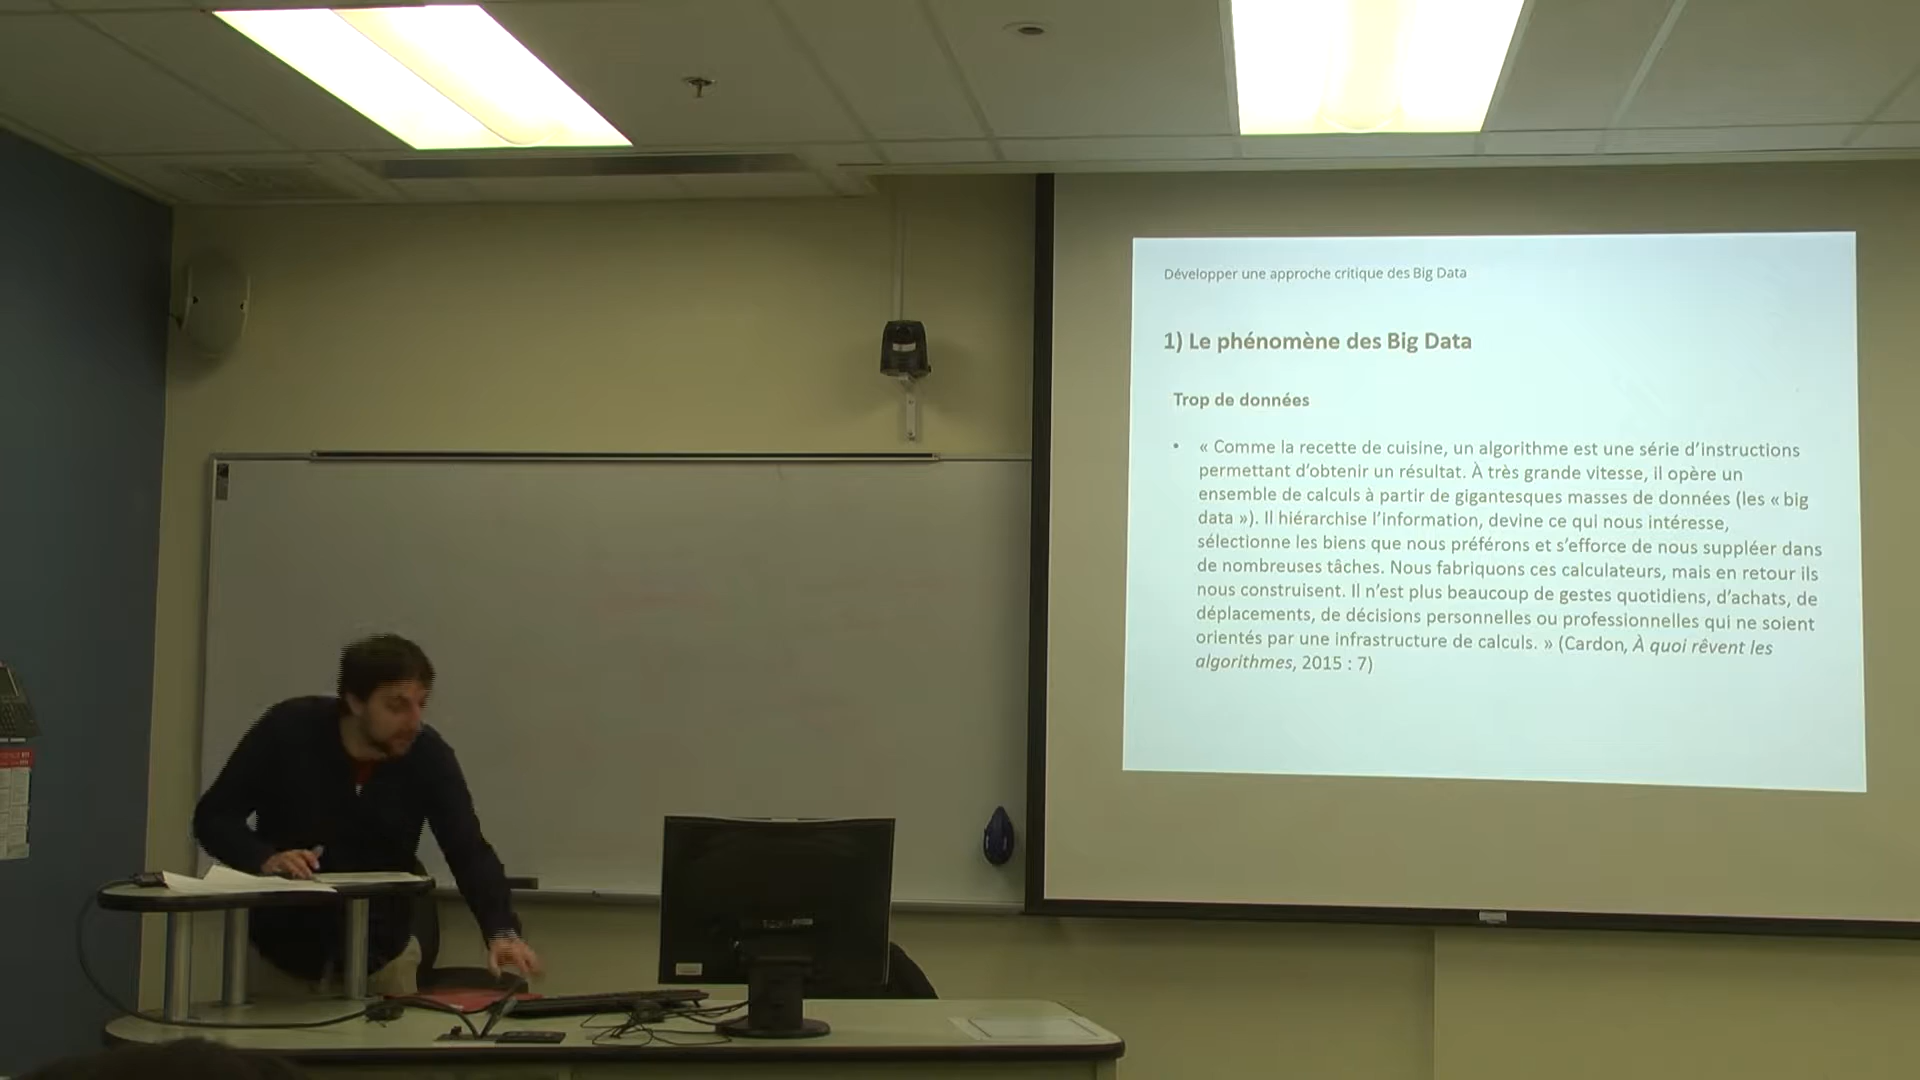 Développer une approche critique des Big Data
1) Le phénomène des Big Data
Trop de données
• « Comme la recette de cuisine, un algorithme est une série d’instructions
permettant d’obtenir un résultat. À très grande vitesse, il opère un
ensemble de calculs à partir de gigantesques masses de données (les « big
data »). Il hiérarchise l’information, devine ce qui nous intéresse,
sélectionne les biens que nous préférons et s’efforce de nous suppléer dans
de nombreuses tâches. Nous fabriquons ces calculateurs, mais en retour ils
nous construisent. Il n’est plus beaucoup de gestes quotidiens, d’achats, de
déplacements, de décisions personnelles ou professionnelles qui ne soient
orientés par une infrastructure de calculs. » (Cardon, À quoi rêvent les
algorithmes, 2015 : 7)